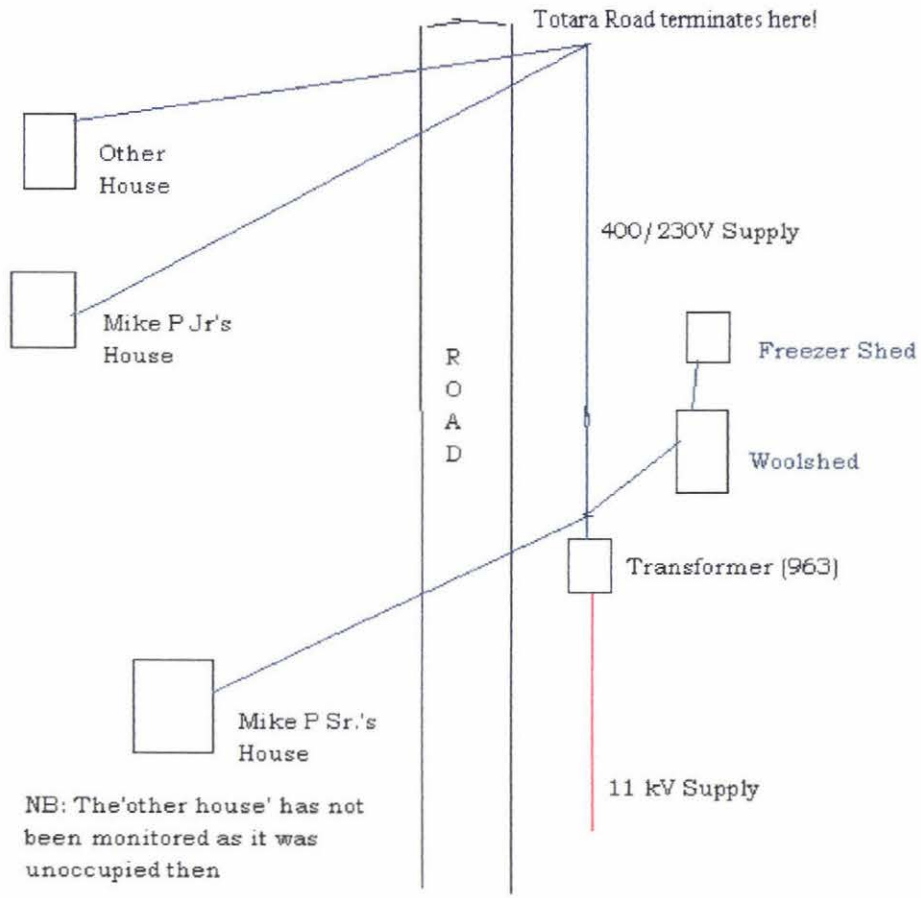 Totara Road terminates here!
Other
House
400/230V Supply
Mike P Jr's
House
R
O
A
D
Freezer Shed
Woolshed
Transformer (963)
Mike P Sr.'s
House
11 kV Supply
NB: The'other house' has not
been monitored as it was
unoccupied then